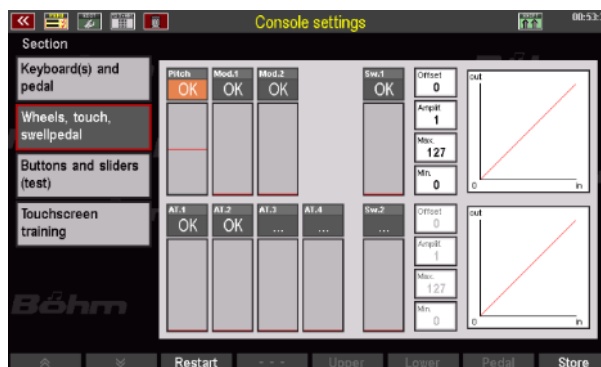 Console settings
00:53:
Section
Keyboard(s) and
pedal
Wheels, touch,
swellpedal
Buttons and sliders
(test)
Touchscreen
training
Pitch
OK
Mod.1
OK
Mod.2
OK
Sw.1
OK
Offset
0
Amplit.
1
Max.
127
Min.
0
out
0
in
AT.1
OK
AT.2
OK
AT.3
...
AT.4
...
Sw.2
...
Offset
0
Amplit.
1
Max.
127
Min.
0
out
0
in
Böhm
Restart
- - -
Upper
Lower
Pedal
Store